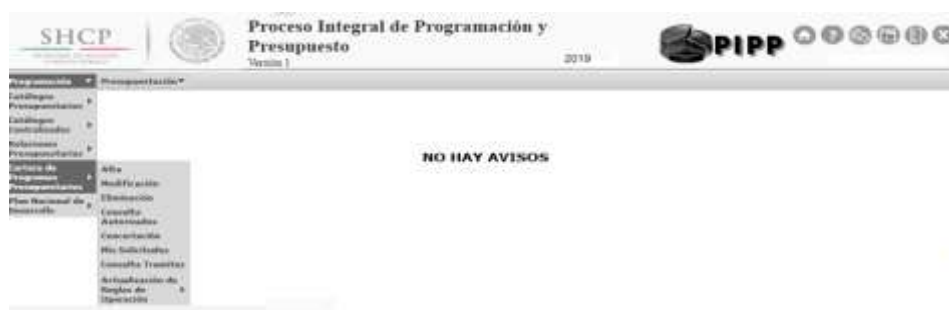 SHCP
Proceso Integral de Programación y
Presupuesto
Versión 1
2019
PIPP
Programación
Presupuestación
Catálogos
Presupuestarios
Catálogos
Centralizados
Relaciones
Presupuestarias
Cartera de
Programas
Presupuestarios
Plan Nacional de
Desarrollo
Alta
Modificación
Eliminación
Consulta
Autorizados
Concertación
Mis Solicitudes
Consulta Tramites
Actualización de
Reglas de
Operación
NO HAY AVISOS